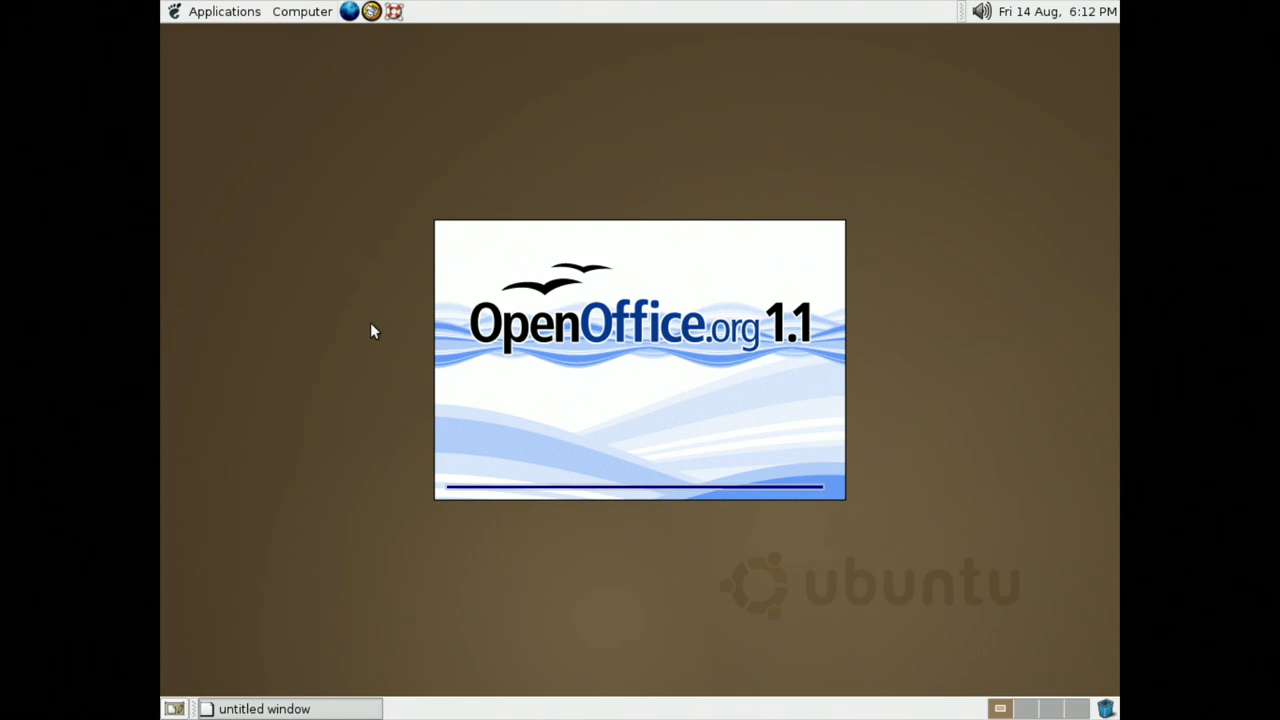 Applications Computer Fri 14 Aug, 6:12 PM
OpenOffice.org 1.1
ubuntu
untitled window